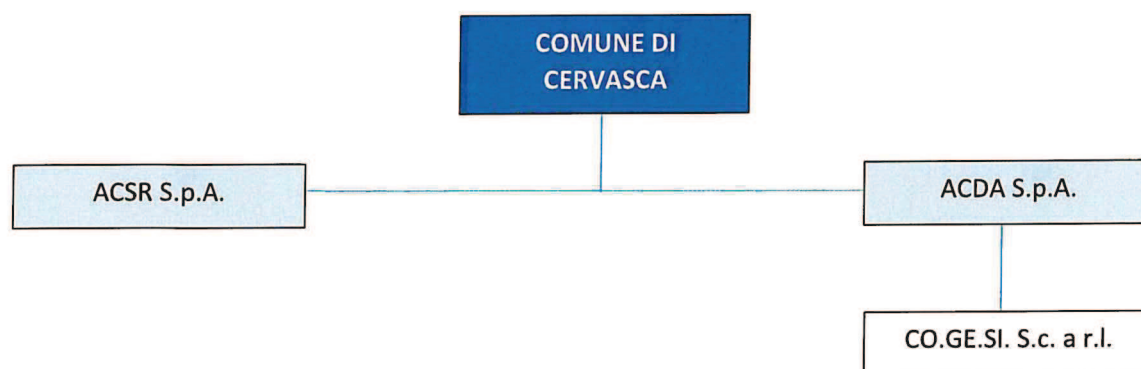 COMUNE DI
CERVASCA
ACSR S.p.A.
ACDA S.p.A.
CO.GE.SI. S.c. a r.l.